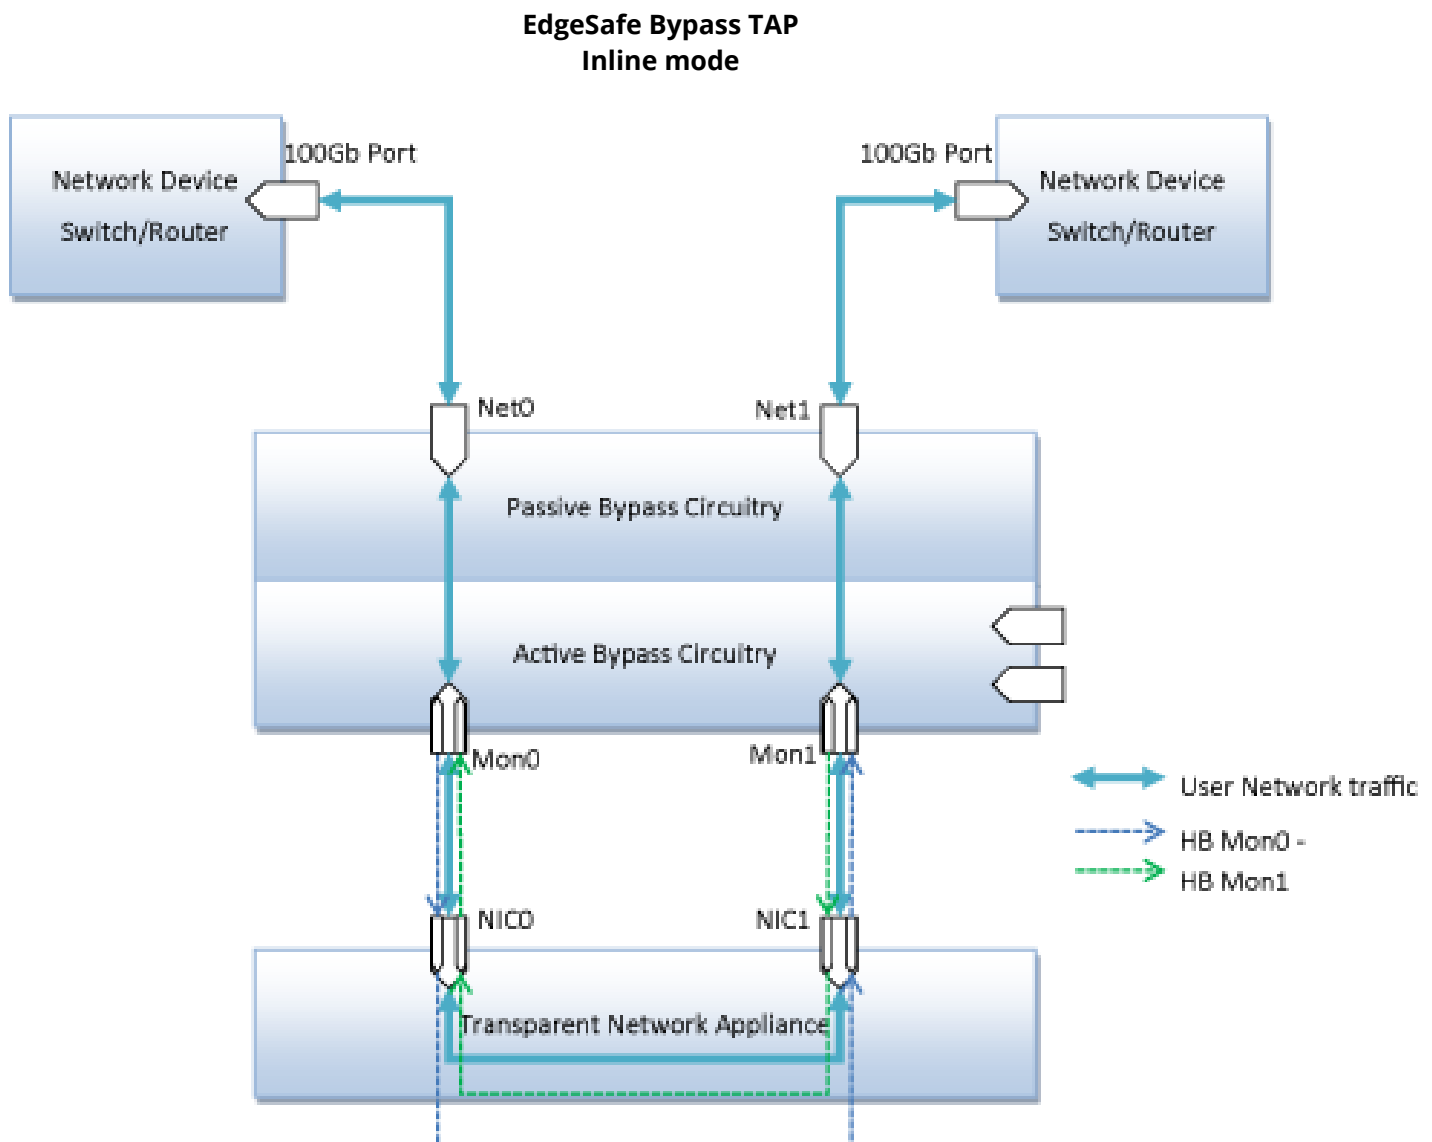 EdgeSafe Bypass TAP
Inline mode
100Gb Port
100Gb Port
Network Device
Switch/Router
Network Device
Switch/Router
Net0
Net1
Passive Bypass Circuitry
Active Bypass Circuitry
Mon0
Mon1
User Network traffic
HB Mon0 -
HB Mon1
NIC0
NIC1
Transparent Network Appliance